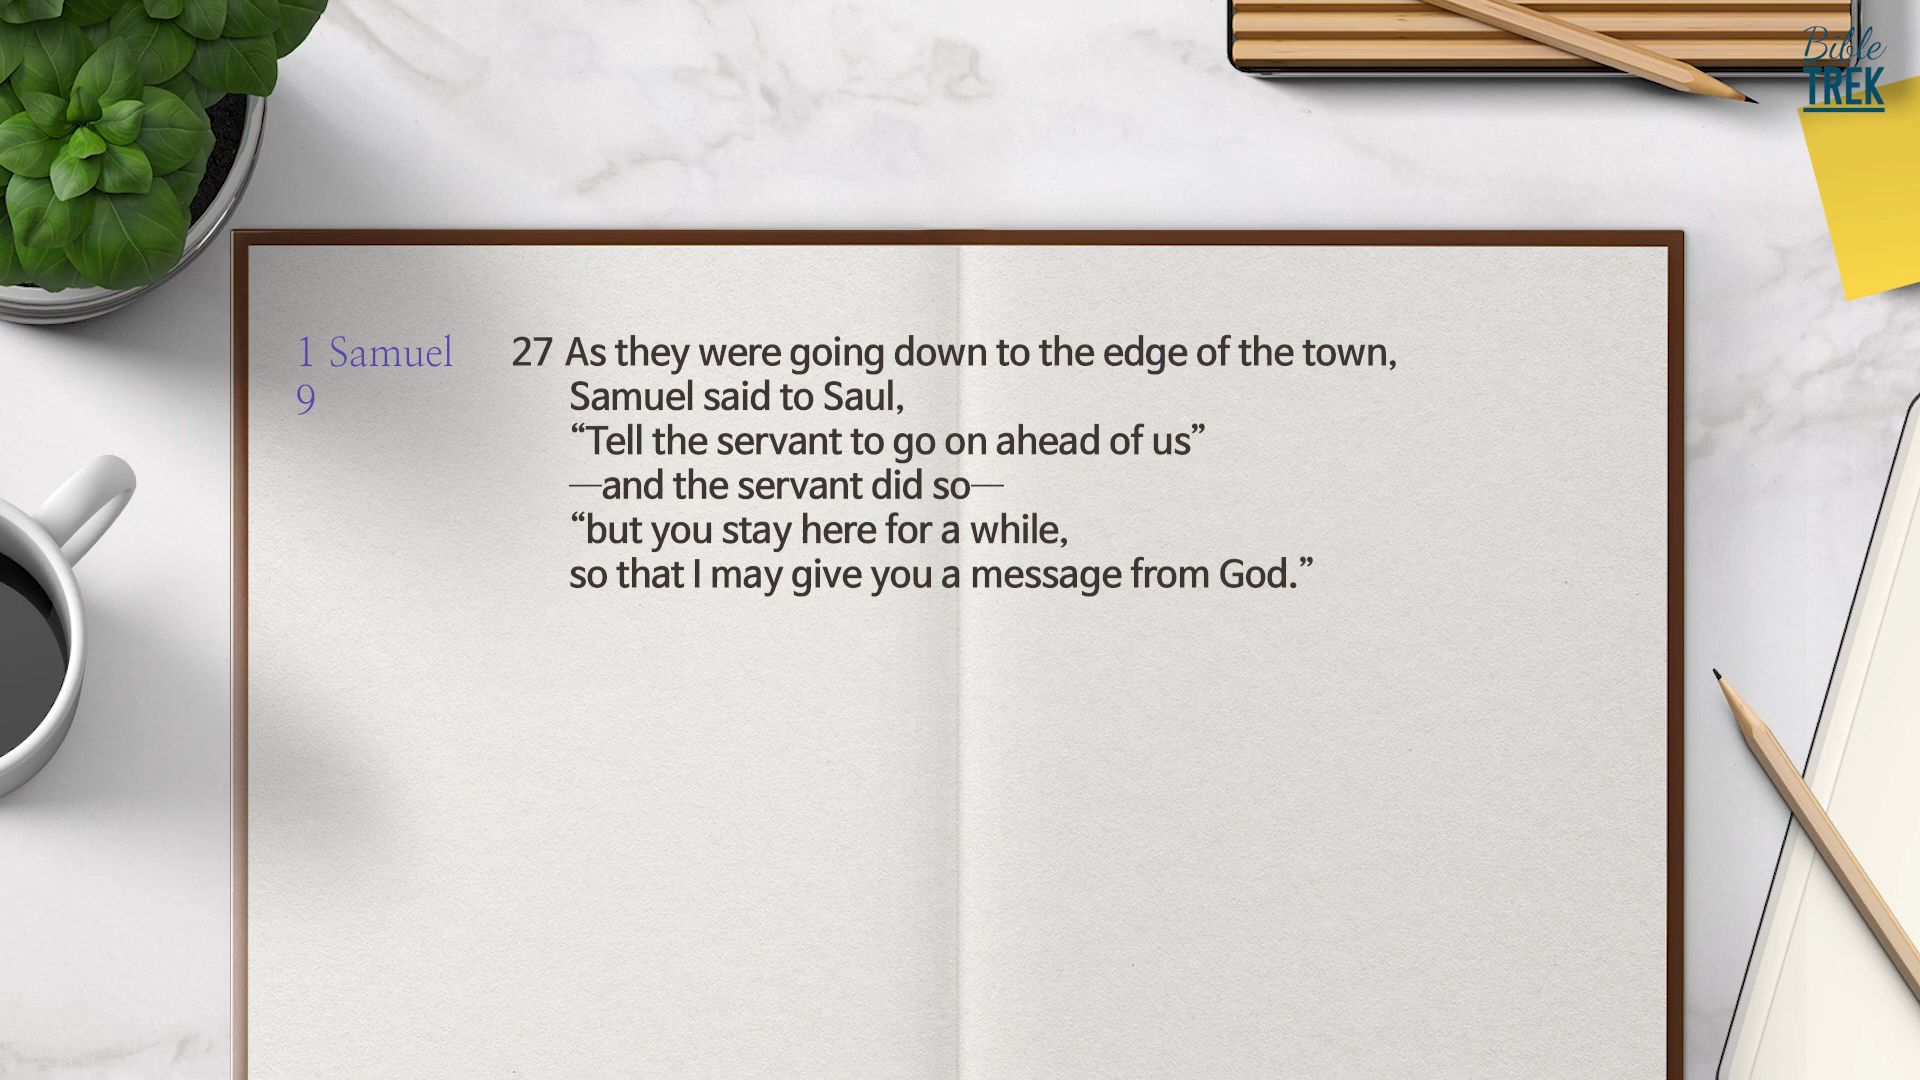 Bible
TREK
1 Samuel
9
27 As they were going down to the edge of the town,
Samuel said to Saul,
“Tell the servant to go on ahead of us”
—and the servant did so—
“but you stay here for a while,
so that I may give you a message from God.”